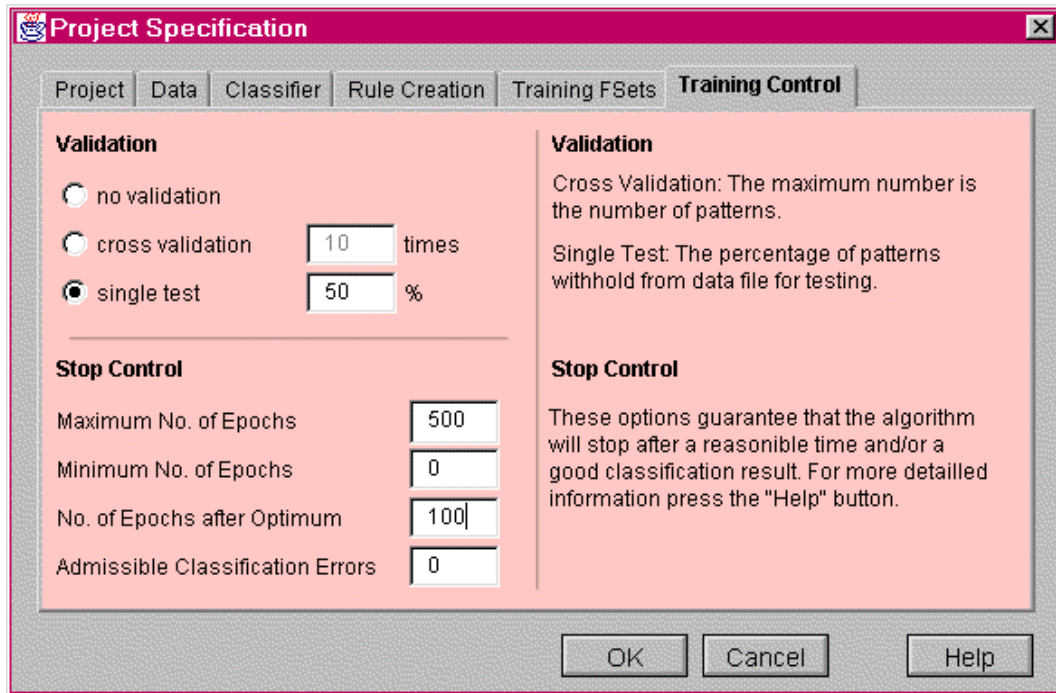 Project Specification
Project Data Classifier Rule Creation Training FSets Training Control
Validation
no validation
cross validation 10 times
single test 50 %
Stop Control
Maximum No. of Epochs 500
Minimum No. of Epochs 0
No. of Epochs after Optimum 100
Admissible Classification Errors 0
Validation
Cross Validation: The maximum number is
the number of patterns.
Single Test: The percentage of patterns
withhold from data file for testing.
Stop Control
These options guarantee that the algorithm
will stop after a reasonible time and/or a
good classification result. For more detailled
information press the "Help" button.
OK Cancel Help